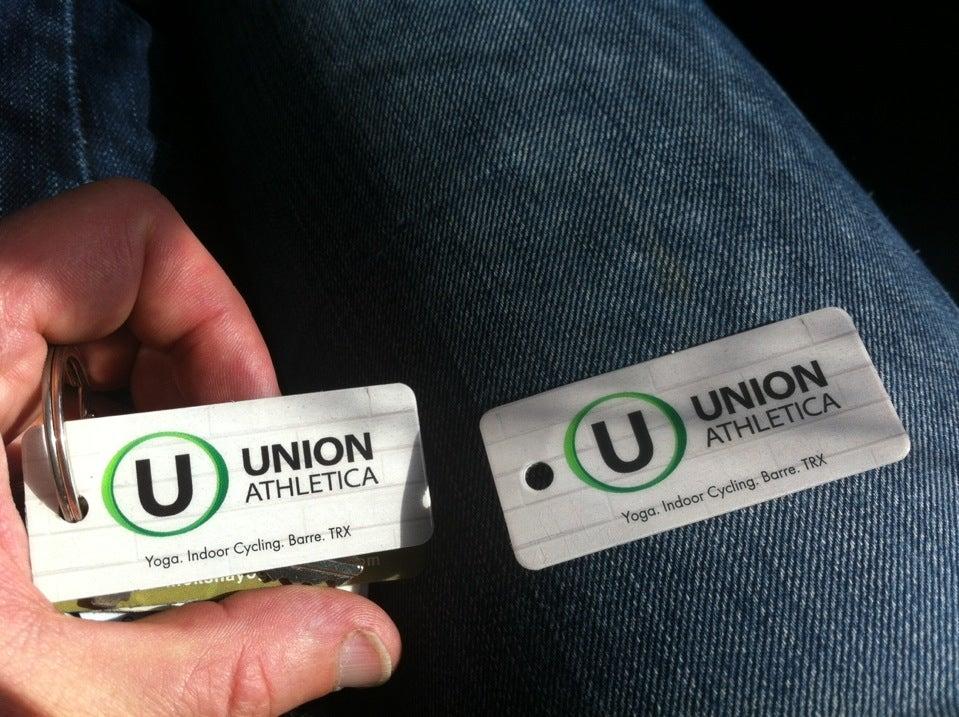 U
UNION
ATHLETICA
Yoga. Indoor Cycling. Barre. TRX
U
UNION
ATHLETICA
Yoga. Indoor Cycling. Barre. TRX